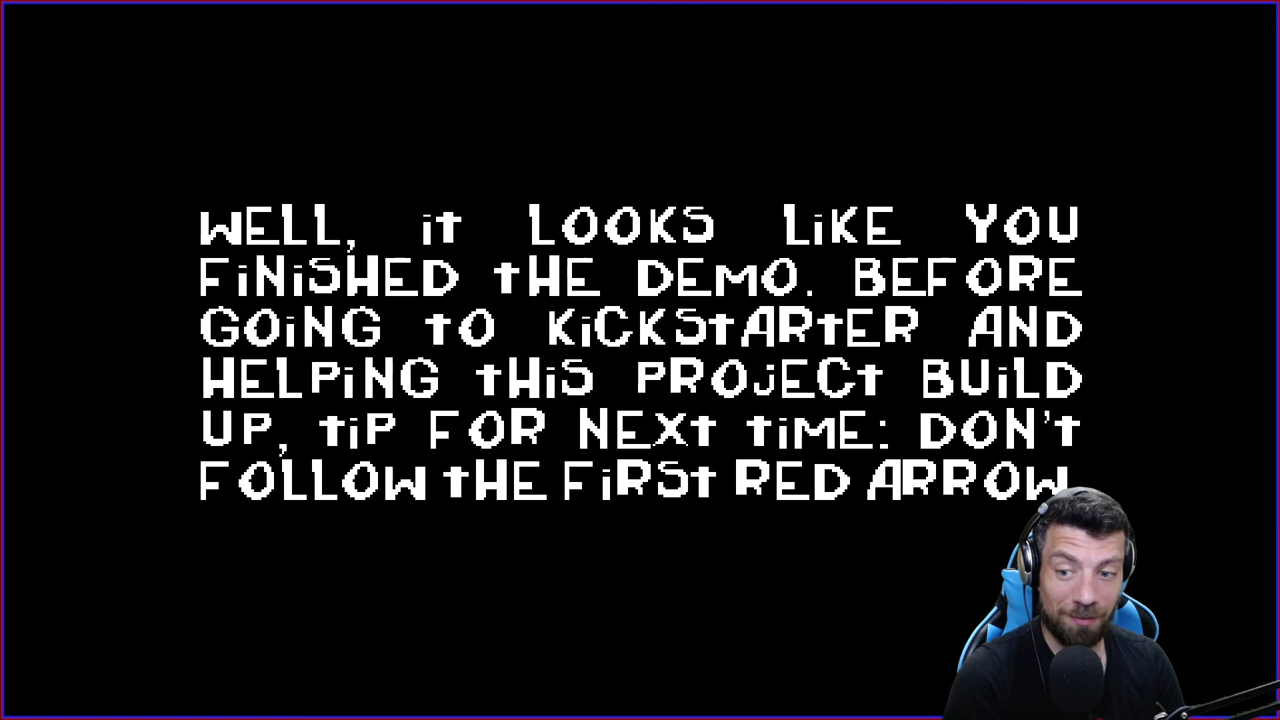 WELL, it LOOKS LiKE YOU
FiNiSHED tHE DEMO. BEFORE
GOiNG tO KiCKStARtER AND
HELPiNG tHiS PROjECt BUiLD
UP, tiP FOR NEXt tiME: DON't
FOLLOW tHE FiRSt RED ARROW